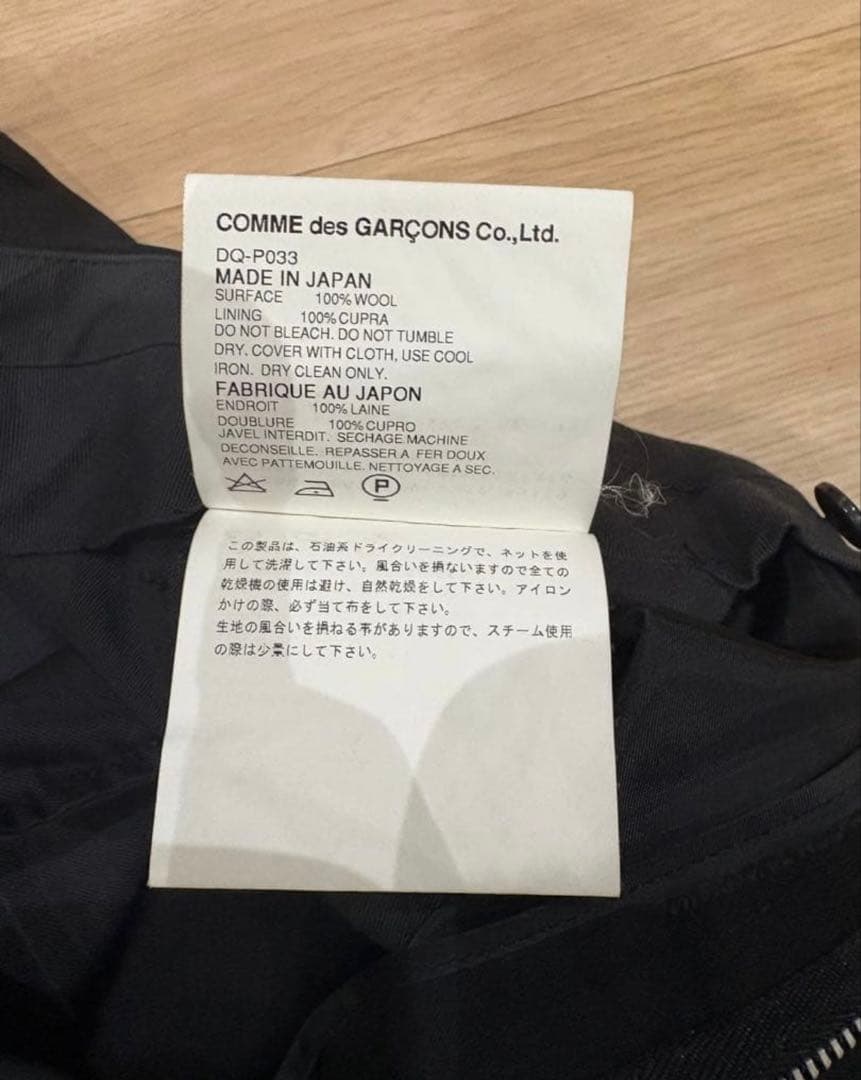 COMME des GARÇONS Co.,Ltd.
DQ-P033
MADE IN JAPAN
SURFACE 100% WOOL
LINING 100% CUPRA
DO NOT BLEACH. DO NOT TUMBLE
DRY. COVER WITH CLOTH, USE COOL
IRON. DRY CLEAN ONLY.
FABRIQUE AU JAPON
ENDROIT 100% LAINE
DOUBLURE 100% CUPRO
JAVEL INTERDIT. SECHAGE MACHINE
DECONSEILLE. REPASSER A FER DOUX
AVEC PATTEMOUILLE. NETTOYAGE A SEC.
P
この製品は、石油系ドライクリーニングで、ネットを使
用して洗濯して下さい。風合いを損ないますので全ての
乾燥機の使用は避け、自然乾燥をして下さい。アイロン
かけの際、必ず当て布をして下さい。
生地の風合いを損ねる事がありますので、スチーム使用
の際は少量にして下さい。